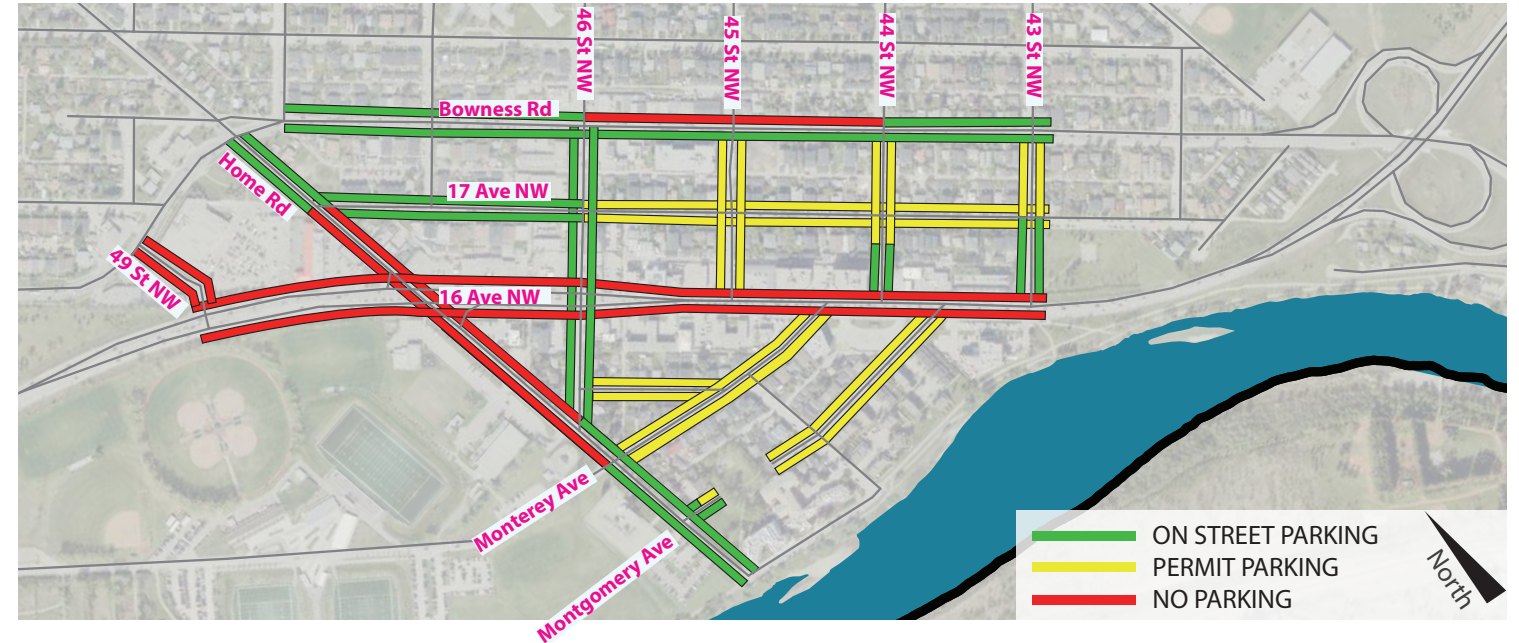 46 St NW
45 St NW
44 St NW
43 St NW
Bowness Rd
Home Rd
17 Ave NW
49 St NW
16 Ave NW
Monterey Ave
Montgomery Ave
ON STREET PARKING
PERMIT PARKING
NO PARKING
North